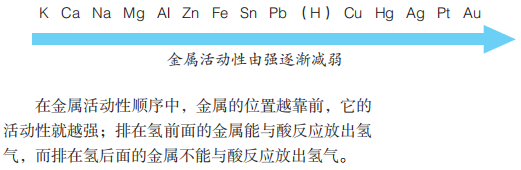 K Ca Na Mg Al Zn Fe Sn Pb (H) Cu Hg Ag Pt Au
金属活动性由强逐渐减弱
在金属活动性顺序中，金属的位置越靠前，它的
活动性就越强；排在氢前面的金属能与酸反应放出氢
气，而排在氢后面的金属不能与酸反应放出氢气。